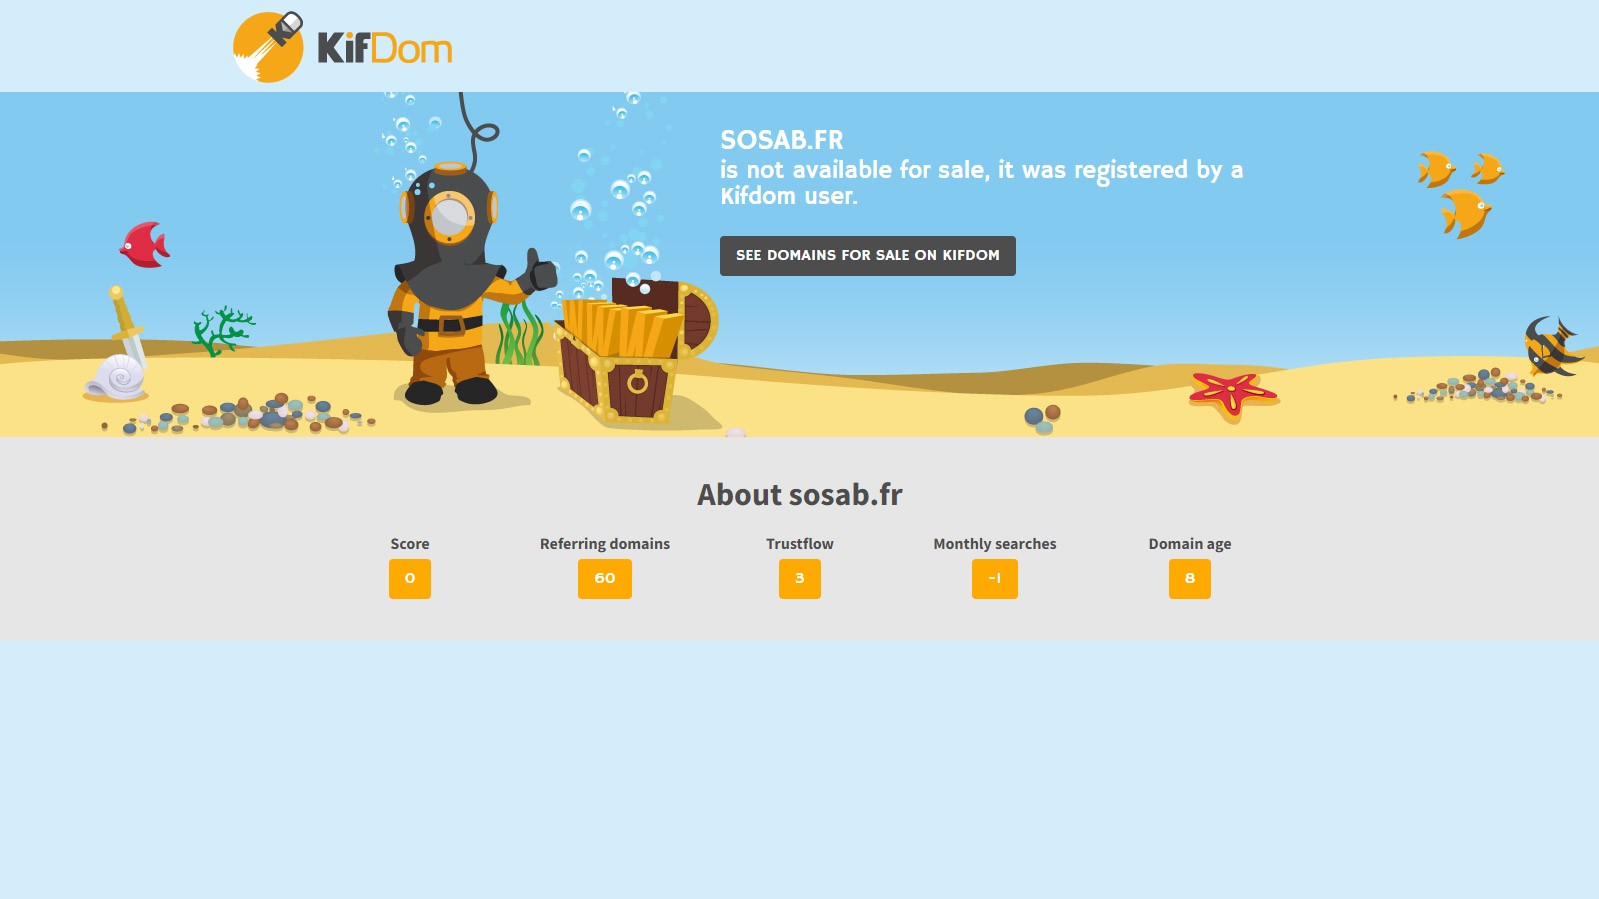 KifDom
SOSAB.FR
is not available for sale, it was registered by a
Kifdom user.
SEE DOMAINS FOR SALE ON KIFDOM
About sosab.fr
Score
Referring domains
Trustflow
Monthly searches
Domain age
0
60
3
-1
8